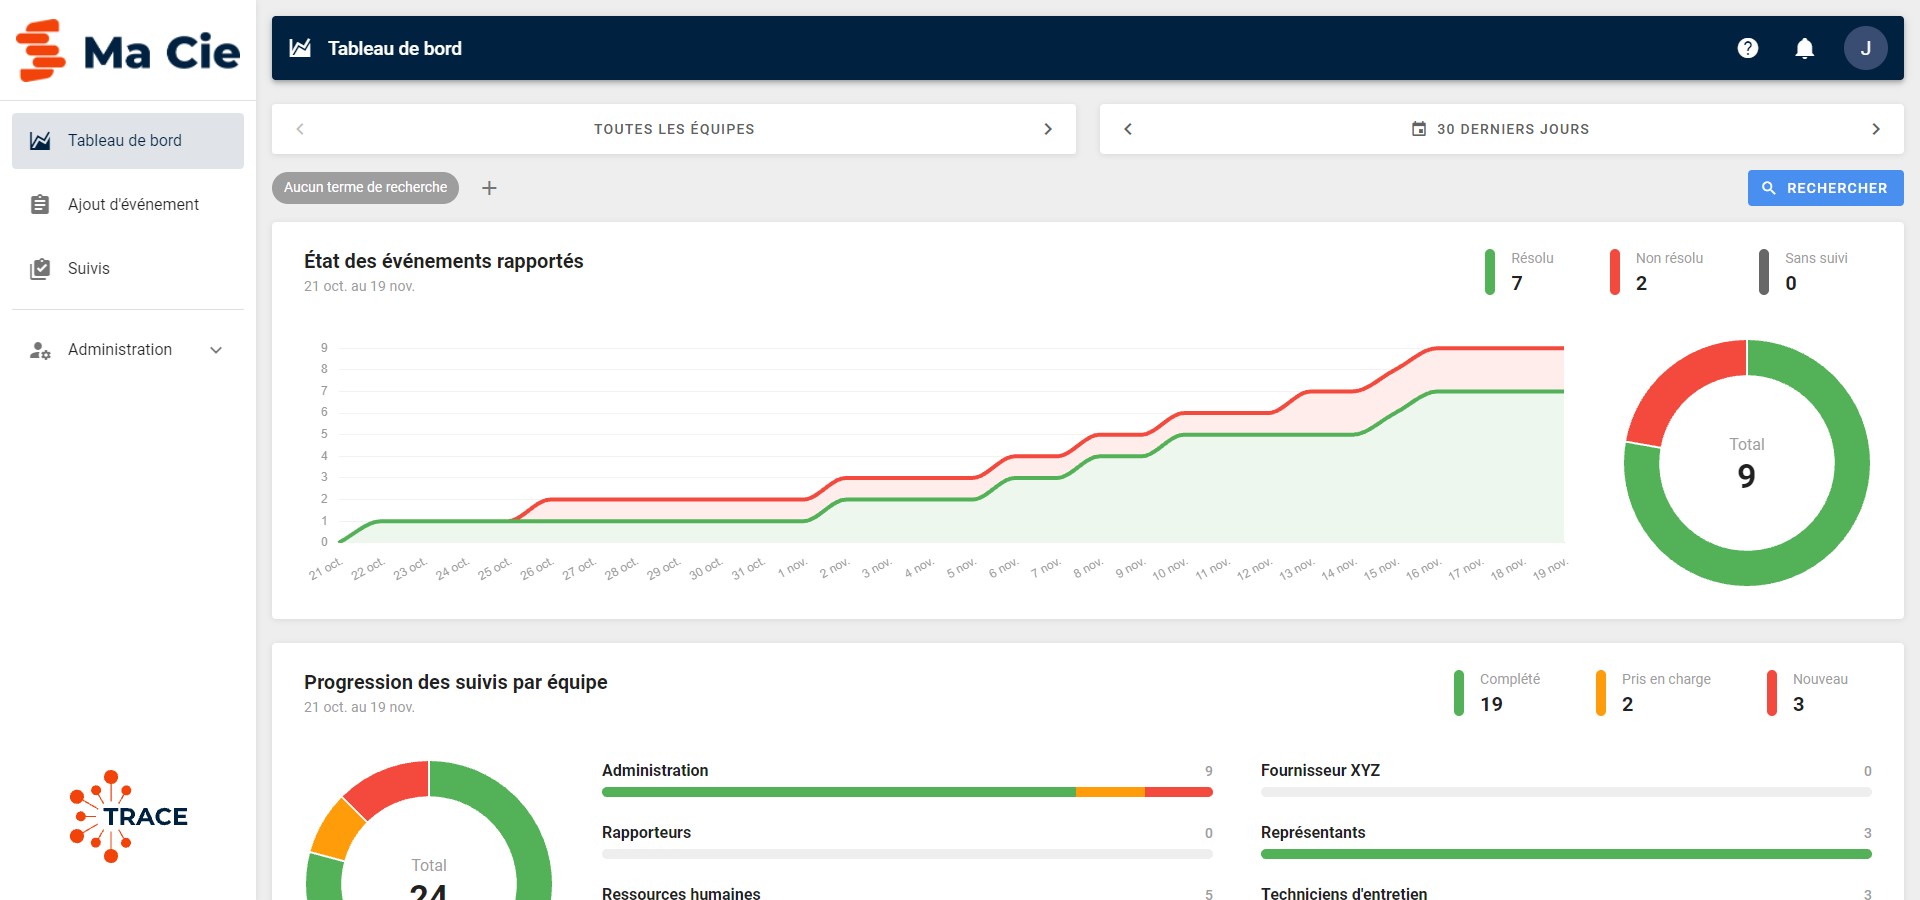 Ma Cie
Tableau de bord
Ajout d'événement
Suivis
Administration
TRACE
Tableau de bord
J
TOUTES LES ÉQUIPES
30 DERNIERS JOURS
Aucun terme de recherche
RECHERCHER
État des événements rapportés
21 oct. au 19 nov.
Résolu
7
Non résolu
2
Sans suivi
0
9
8
7
6
5
4
3
2
1
0
21 oct.
22 oct.
23 oct.
24 oct.
25 oct.
26 oct.
27 oct.
28 oct.
29 oct.
30 oct.
31 oct.
1 nov.
2 nov.
3 nov.
4 nov.
5 nov.
6 nov.
7 nov.
8 nov.
9 nov.
10 nov.
11 nov.
12 nov.
13 nov.
14 nov.
15 nov.
16 nov.
17 nov.
18 nov.
19 nov.
Total
9
Progression des suivis par équipe
21 oct. au 19 nov.
Complété
19
Pris en charge
2
Nouveau
3
Total
24
Administration 9
Fournisseur XYZ 0
Rapporteurs 0
Représentants 3
Ressources humaines 5
Techniciens d'entretien 3